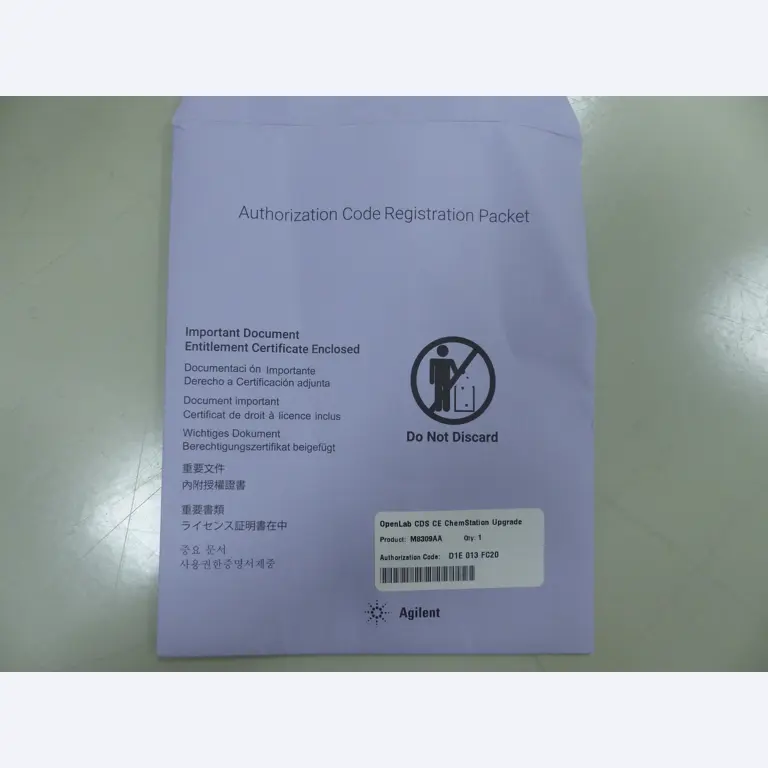 Authorization Code Registration Packet
Important Document
Entitlement Certificate Enclosed
Documentaci ón Importante
Derecho a Certificación adjunta
Document important
Certificat de droit à licence inclus
Wichtiges Dokument
Berechtigungszertifikat beigefügt
重要文件
內附授權證書
重要書類
ライセンス証明書在中
중요 문서
사용권한증명서제중
Do Not Discard
OpenLab CDS CE ChemStation Upgrade
Product: M8309AA Qty: 1
Authorization Code: D1E 013 FC20
Agilent